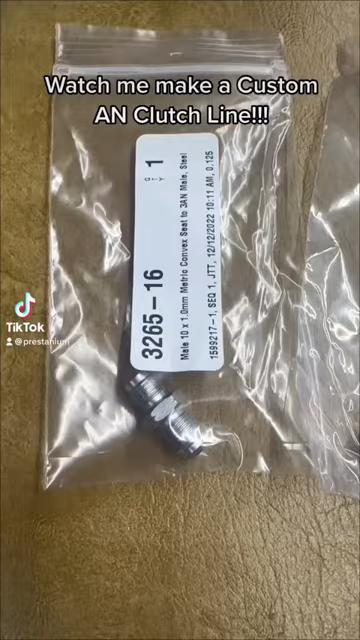 Watch me make a Custom
AN Clutch Line!!!
3265-16
QTY 1
Male 10 x 1.0mm Metric Convex Seat to 3AN Male, Steel
1599217-1, SEQ 1, JTT, 12/12/2022 10:11 AM, 0.125
TikTok
@prestanium